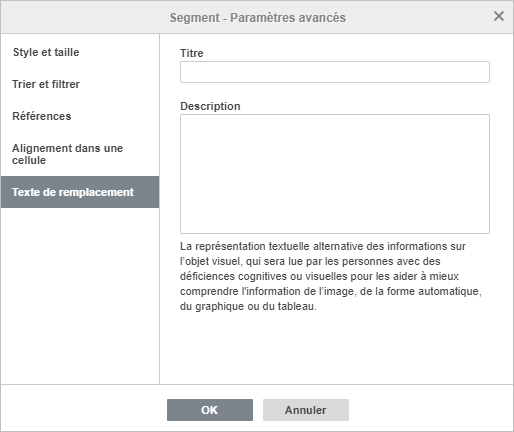 Segment - Paramètres avancés
Style et taille
Trier et filtrer
Références
Alignement dans une
cellule
Texte de remplacement
Titre
Description
La représentation textuelle alternative des informations sur
l'objet visuel, qui sera lue par les personnes avec des
déficiences cognitives ou visuelles pour les aider à mieux
comprendre l'information de l'image, de la forme automatique,
du graphique ou du tableau.
OK
Annuler